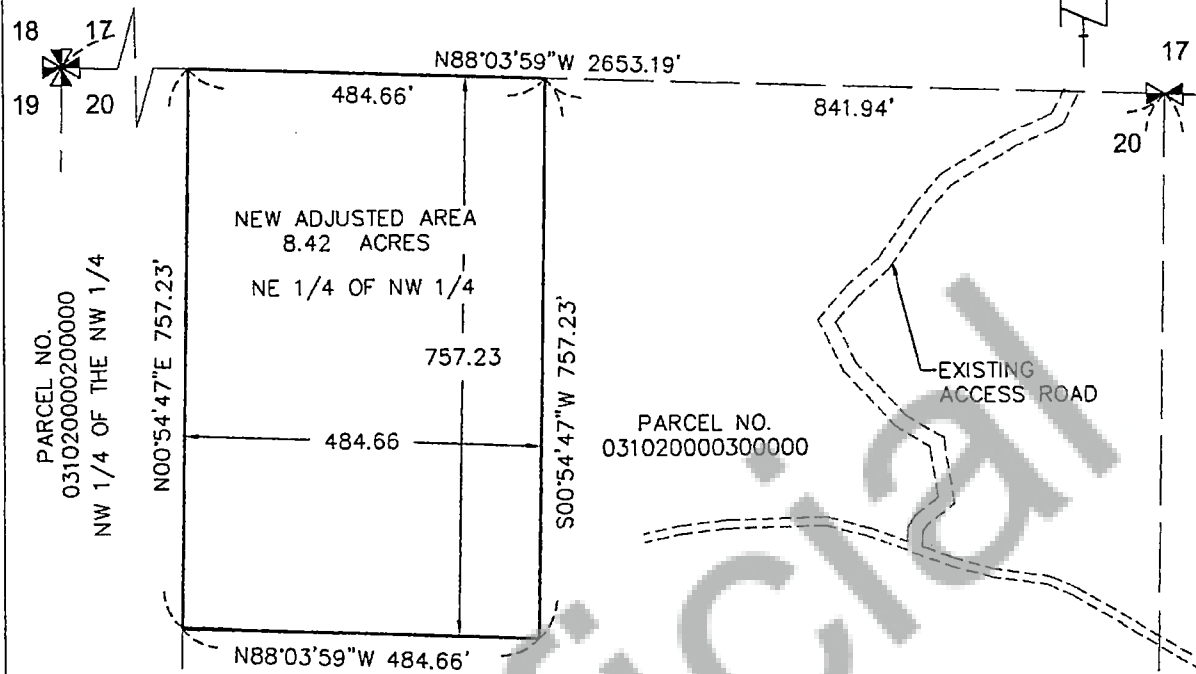 18 17
19 20
N88°03'59"W 2653.19'
484.66'
841.94'
17
20
NEW ADJUSTED AREA
8.42 ACRES
NE 1/4 OF NW 1/4
PARCEL NO.
031020000200000
NW 1/4 OF THE NW 1/4
N00°54'47"E 757.23'
757.23
484.66
S00°54'47"W 757.23'
PARCEL NO.
031020000300000
EXISTING
ACCESS ROAD
N88°03'59"W 484.66'
icial